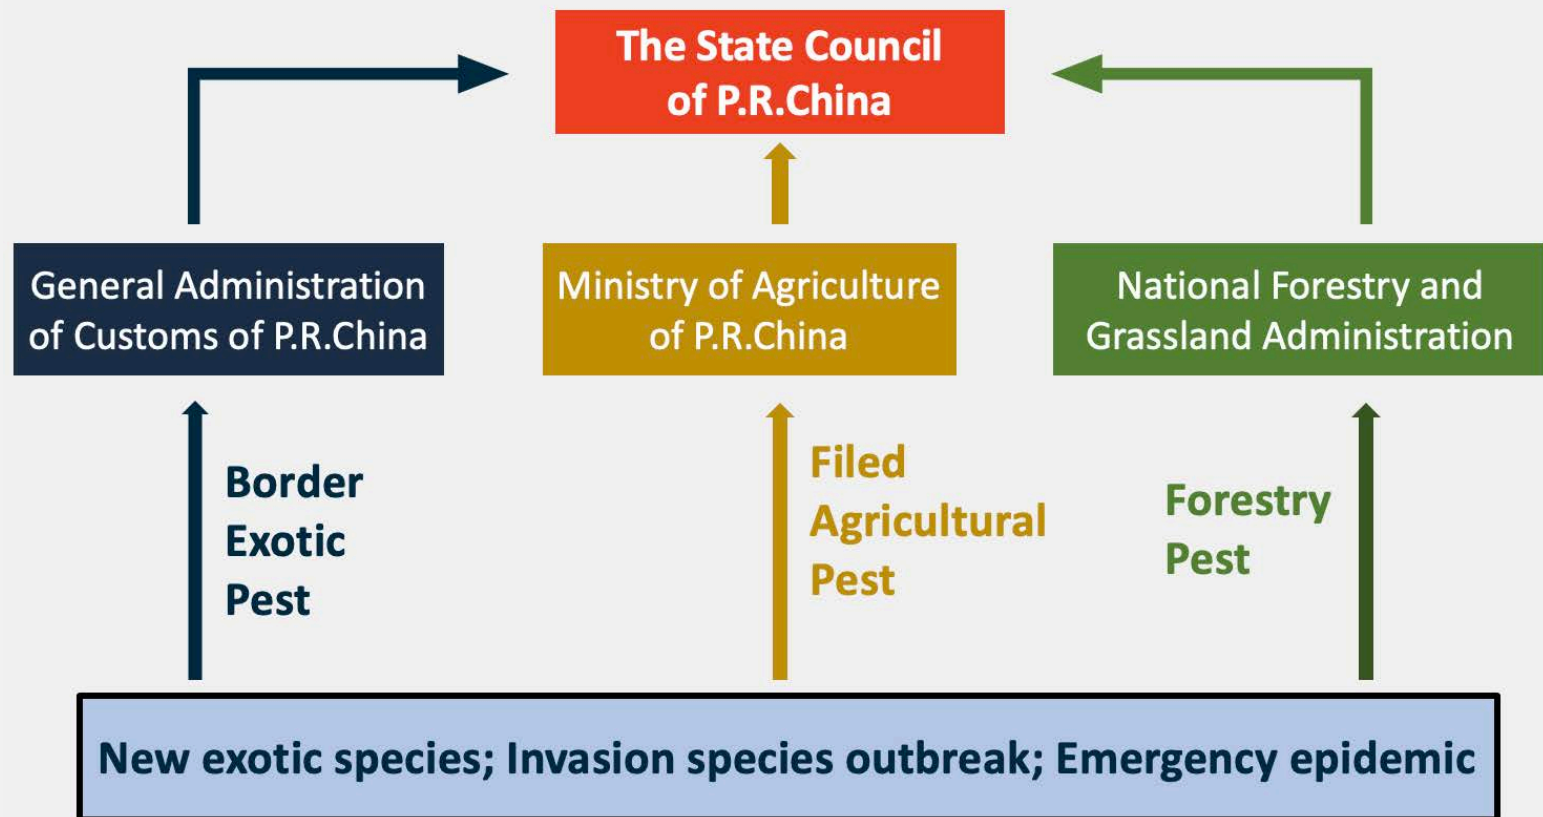 The State Council
of P.R.China
General Administration
of Customs of P.R.China
Ministry of Agriculture
of P.R.China
National Forestry and
Grassland Administration
Border
Exotic
Pest
Filed
Agricultural
Pest
Forestry
Pest
New exotic species; Invasion species outbreak; Emergency epidemic